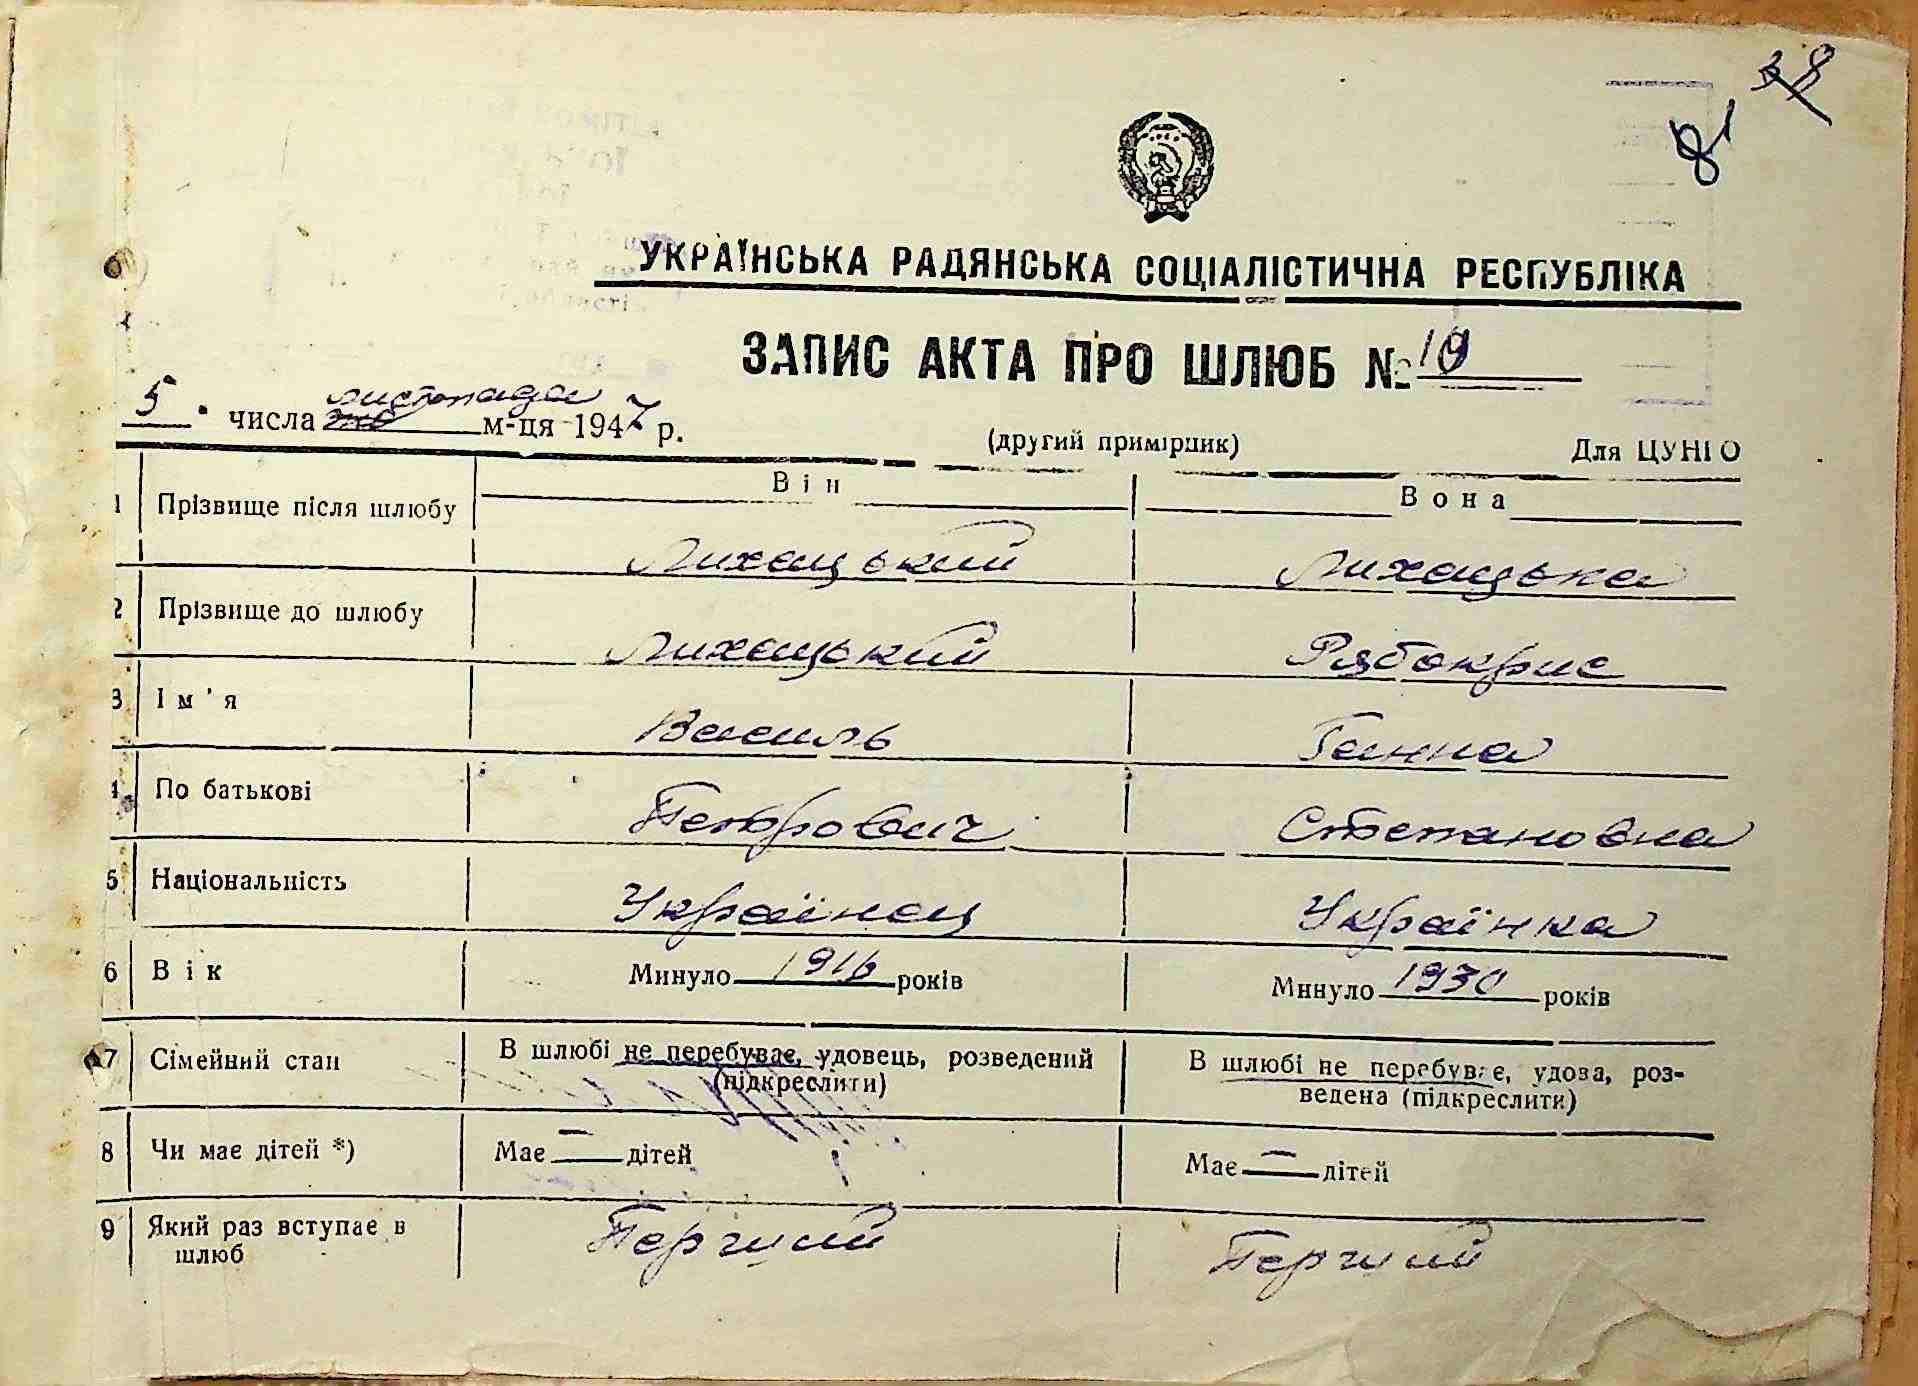 81
УКРАЇНСЬКА РАДЯНСЬКА СОЦІАЛІСТИЧНА РЕСПУБЛІКА
ЗАПИС АКТА ПРО ШЛЮБ № 19
5 числа листопада м-ця 1947 р.
(другий примірник) Для ЦУНГО
Він Вона
1 Прізвище після шлюбу Лихацький Лихацька
2 Прізвище до шлюбу Лихацький Рябокрис
3 Ім'я Василь Ганна
4 По батькові Петрович Степановна
5 Національність Українец Українка
6 Вік Минуло 1916 років Минуло 1930 років
7 Сімейний стан В шлюбі не перебуває, удовець, розведений В шлюбі не перебуває, удова, роз-
(підкреслити) ведена (підкреслити)
8 Чи має дітей *) Має — дітей Має — дітей
9 Який раз вступає в Перший Перший
шлюб